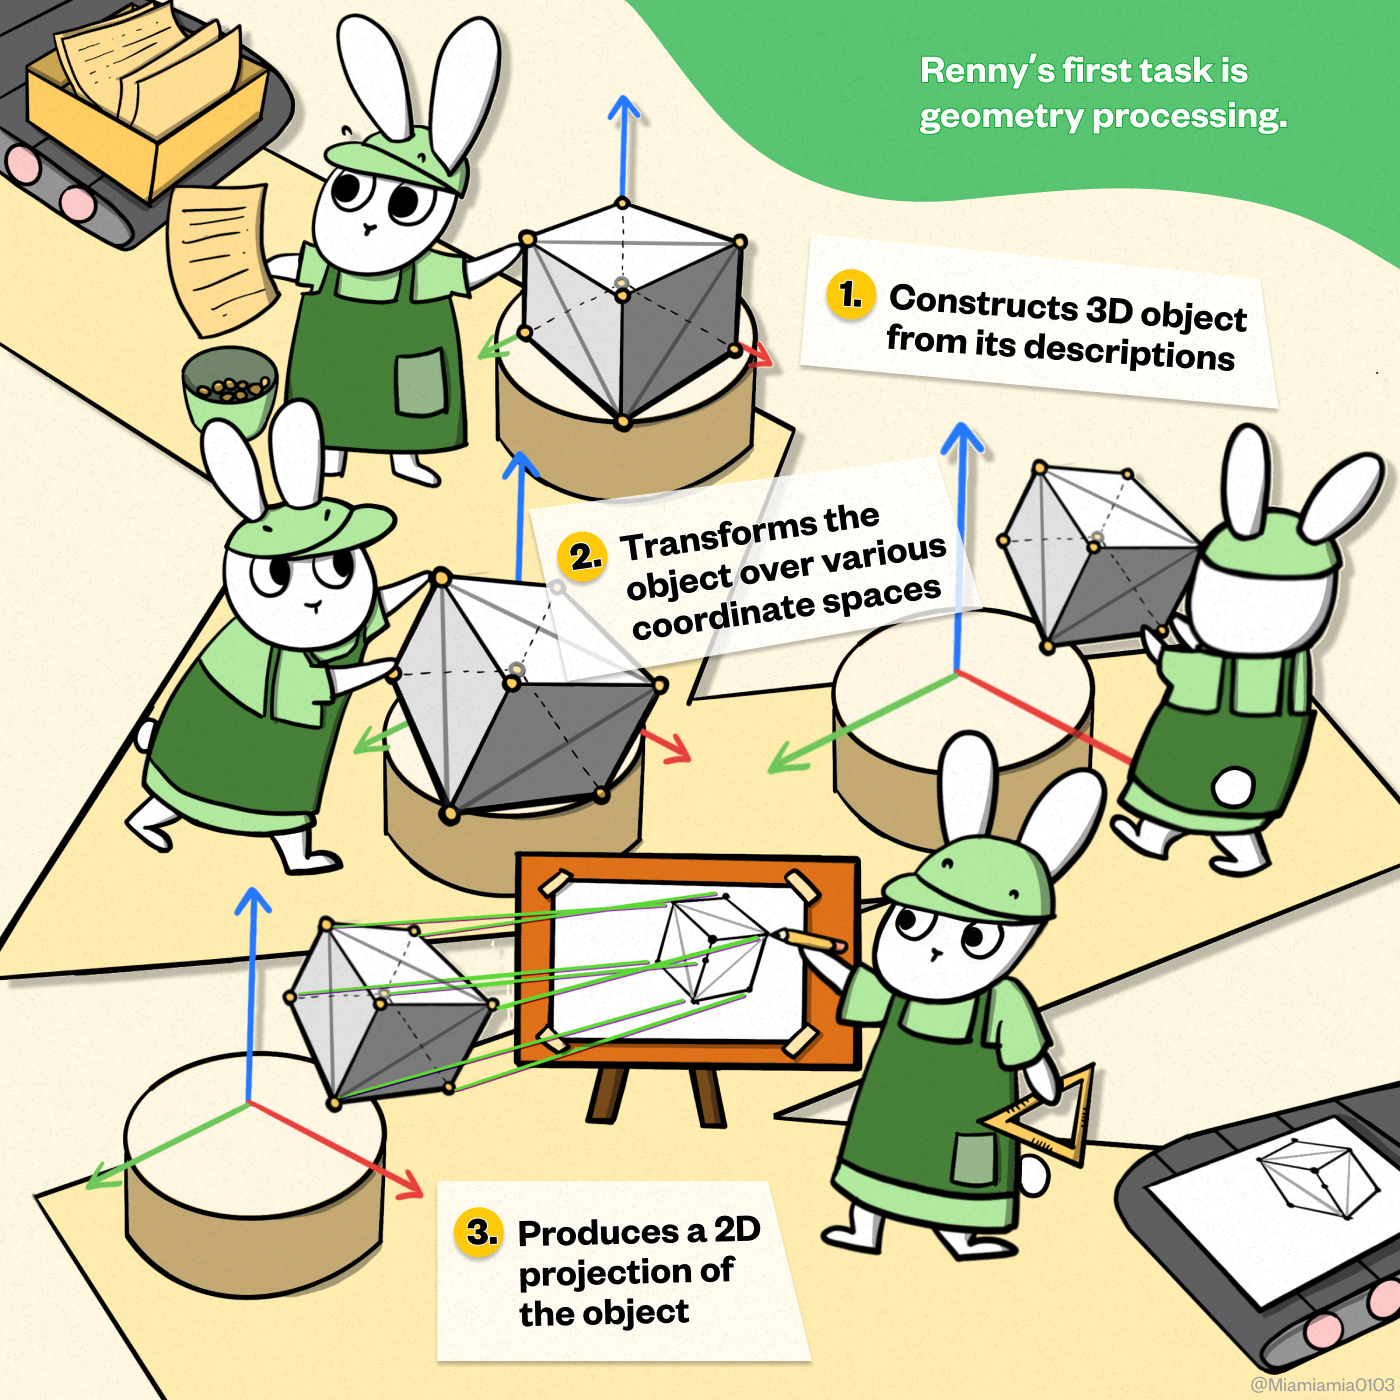 Renny's first task is
geometry processing.
1. Constructs 3D object
from its descriptions
2. Transforms the
object over various
coordinate spaces
3. Produces a 2D
projection of
the object
@Miamiamia0103